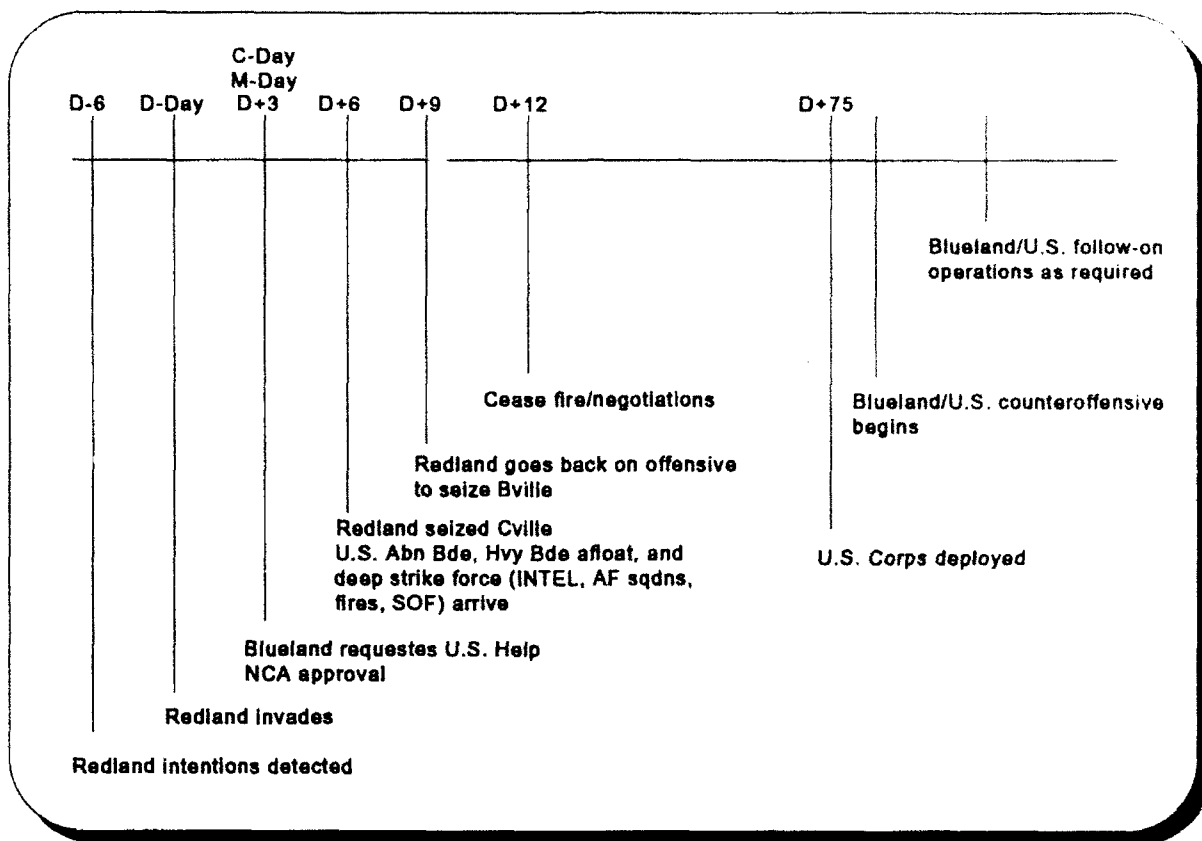 C-Day
M-Day
D-6 D-Day D+3 D+6 D+9 D+12 D+75
Blueland/U.S. follow-on
operations as required
Cease fire/negotiations
Blueland/U.S. counteroffensive
begins
Redland goes back on offensive
to seize Bville
Redland seized Cville
U.S. Abn Bde, Hvy Bde afloat, and
deep strike force (INTEL, AF sqdns,
fires, SOF) arrive
U.S. Corps deployed
Blueland requestes U.S. Help
NCA approval
Redland invades
Redland intentions detected